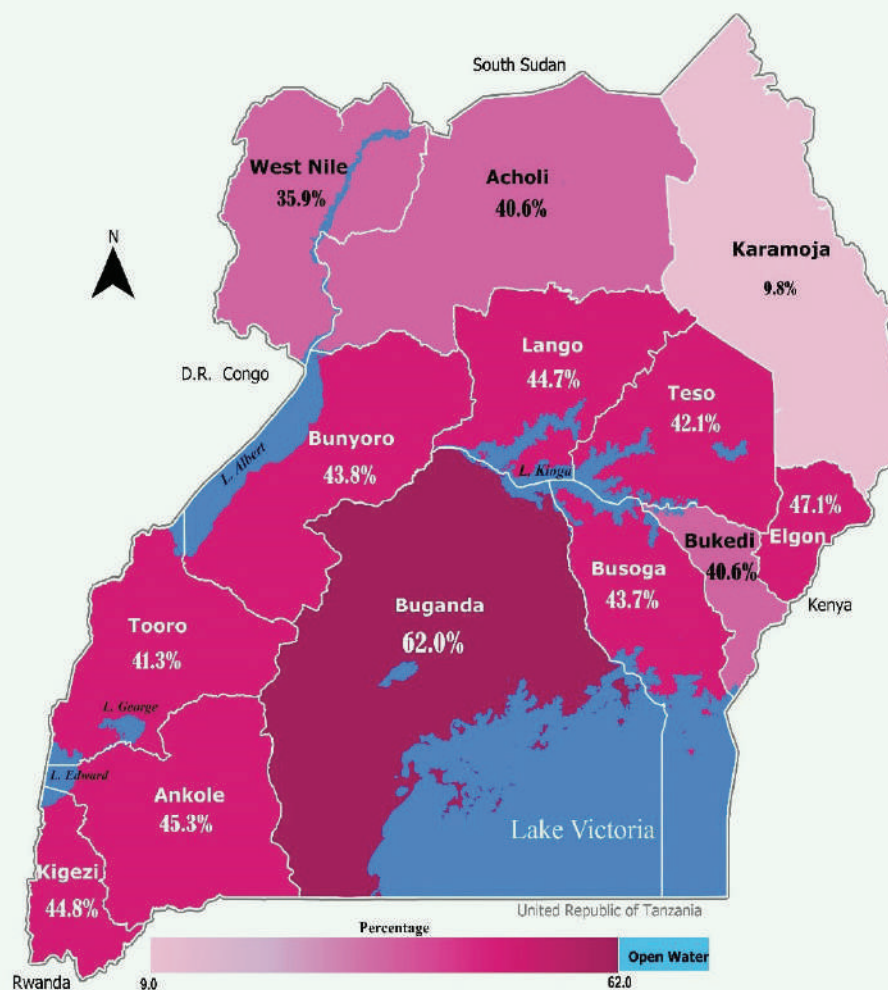 South Sudan
West Nile
35.9%
Acholi
40.6%
N
Karamoja
9.8%
D.R. Congo
Lango
44.7%
Teso
42.1%
L. Albert
Bunyoro
43.8%
L. Kioga
47.1%
Elgon
Bukedi
40.6%
Busoga
43.7%
Kenya
Buganda
62.0%
Tooro
41.3%
L. George
L. Edward
Ankole
45.3%
Lake Victoria
Kigezi
44.8%
United Republic of Tanzania
Percentage
Open Water
Rwanda
9.0
62.0